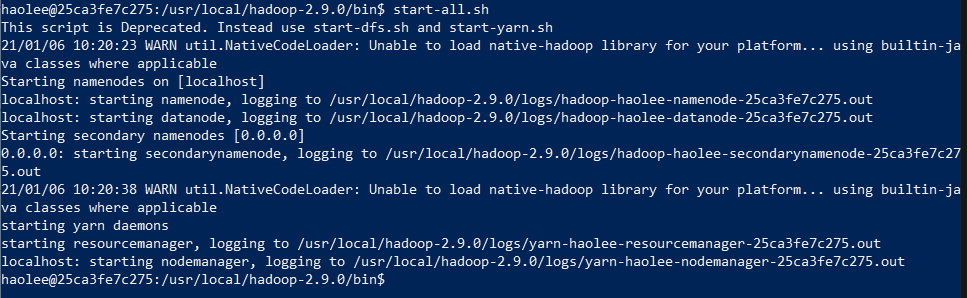 haolee@25ca3fe7c275:/usr/local/hadoop-2.9.0/bin$ start-all.sh
This script is Deprecated. Instead use start-dfs.sh and start-yarn.sh
21/01/06 10:20:23 WARN util.NativeCodeLoader: Unable to load native-hadoop library for your platform... using builtin-ja
va classes where applicable
Starting namenodes on [localhost]
localhost: starting namenode, logging to /usr/local/hadoop-2.9.0/logs/hadoop-haolee-namenode-25ca3fe7c275.out
localhost: starting datanode, logging to /usr/local/hadoop-2.9.0/logs/hadoop-haolee-datanode-25ca3fe7c275.out
Starting secondary namenodes [0.0.0.0]
0.0.0.0: starting secondarynamenode, logging to /usr/local/hadoop-2.9.0/logs/hadoop-haolee-secondarynamenode-25ca3fe7c27
5.out
21/01/06 10:20:38 WARN util.NativeCodeLoader: Unable to load native-hadoop library for your platform... using builtin-ja
va classes where applicable
starting yarn daemons
starting resourcemanager, logging to /usr/local/hadoop-2.9.0/logs/yarn-haolee-resourcemanager-25ca3fe7c275.out
localhost: starting nodemanager, logging to /usr/local/hadoop-2.9.0/logs/yarn-haolee-nodemanager-25ca3fe7c275.out
haolee@25ca3fe7c275:/usr/local/hadoop-2.9.0/bin$